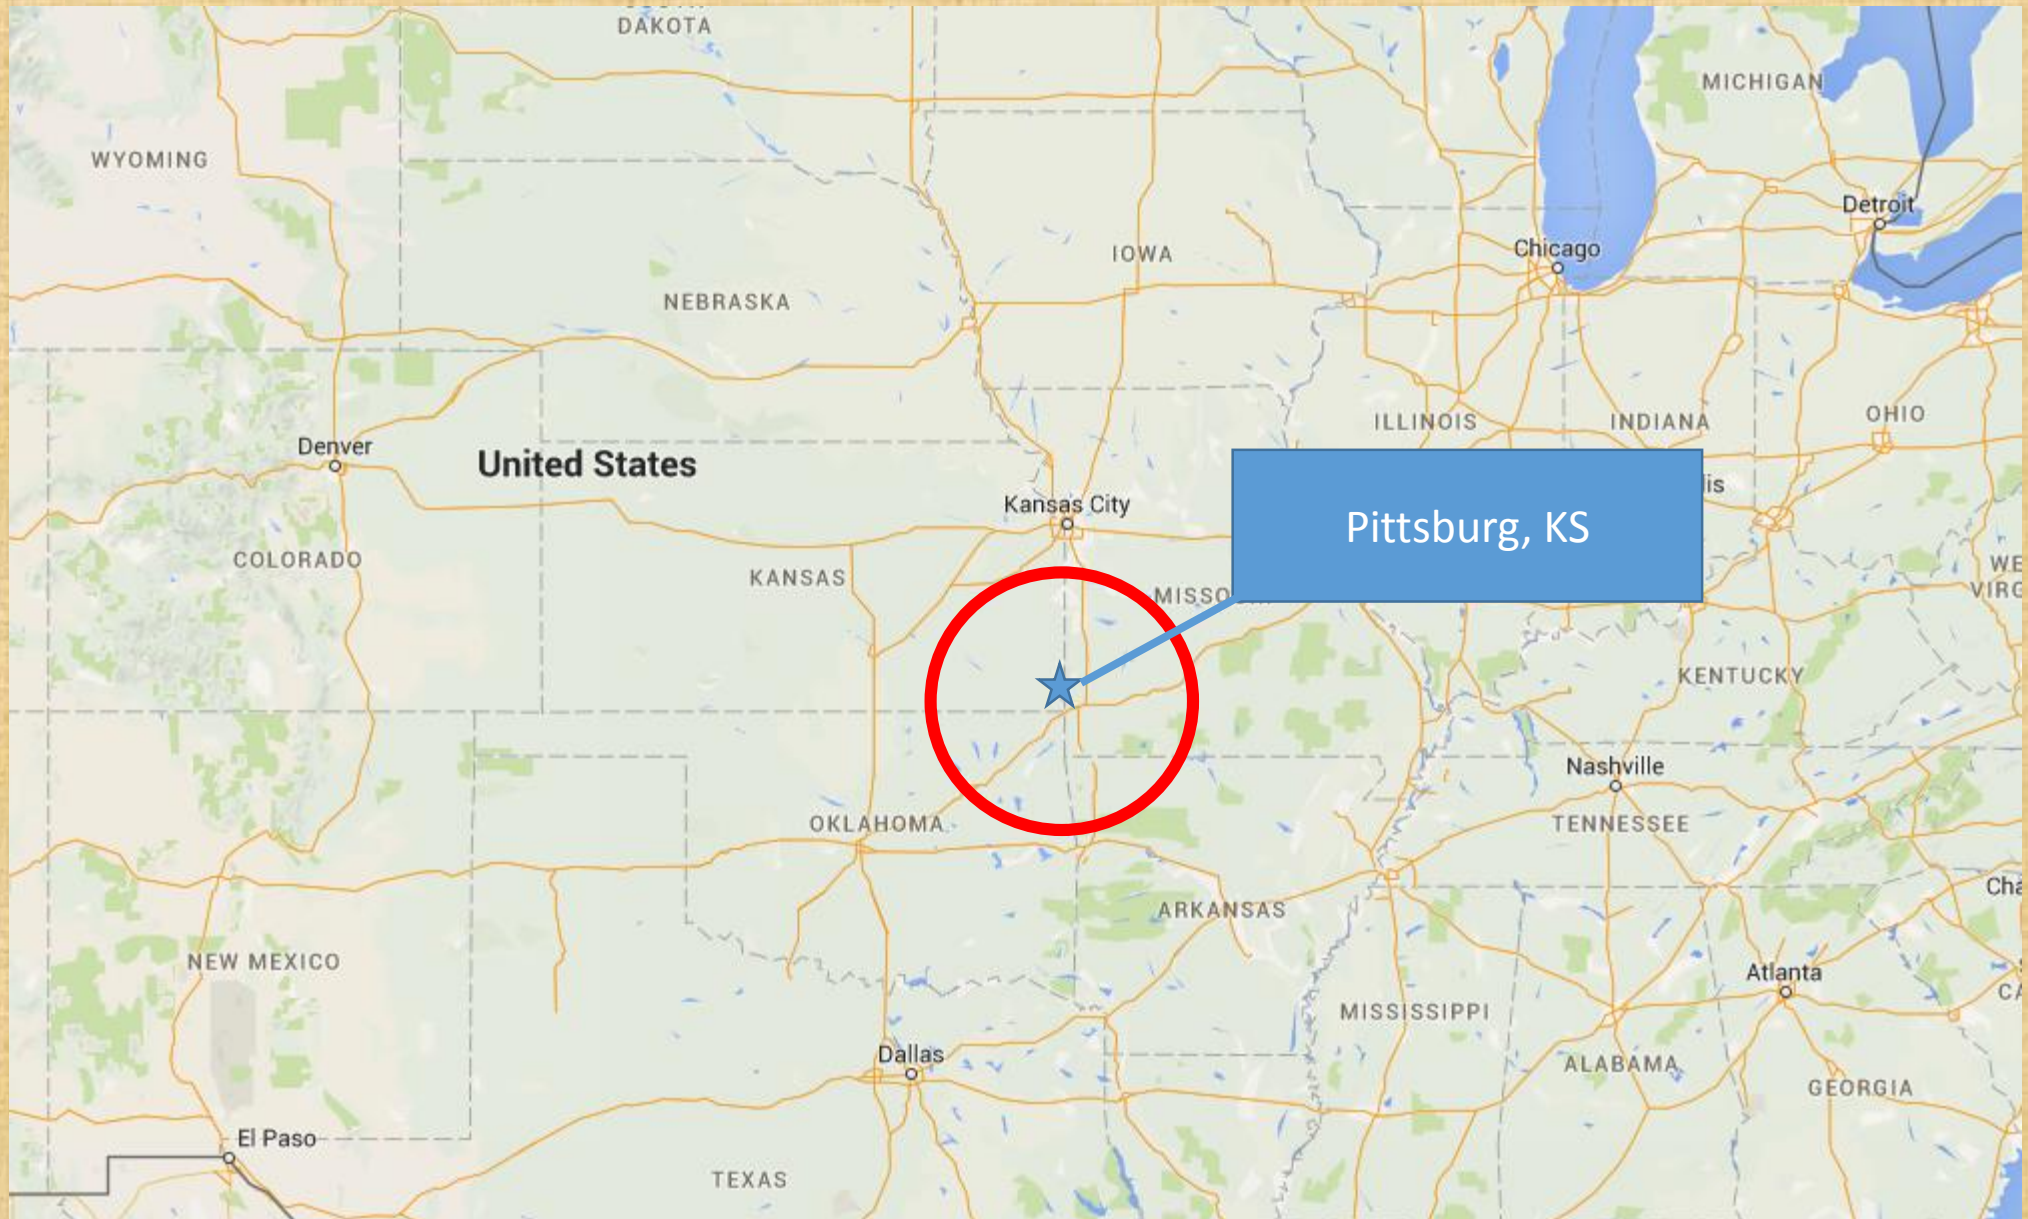 DAKOTA
MICHIGAN
WYOMING
Detroit
Chicago
IOWA
NEBRASKA
ILLINOIS
INDIANA
OHIO
Denver
United States
Kansas City
Pittsburg, KS
COLORADO
KANSAS
KENTUCKY
Nashville
OKLAHOMA
TENNESSEE
ARKANSAS
NEW MEXICO
Atlanta
MISSISSIPPI
Dallas
ALABAMA
GEORGIA
El Paso
TEXAS